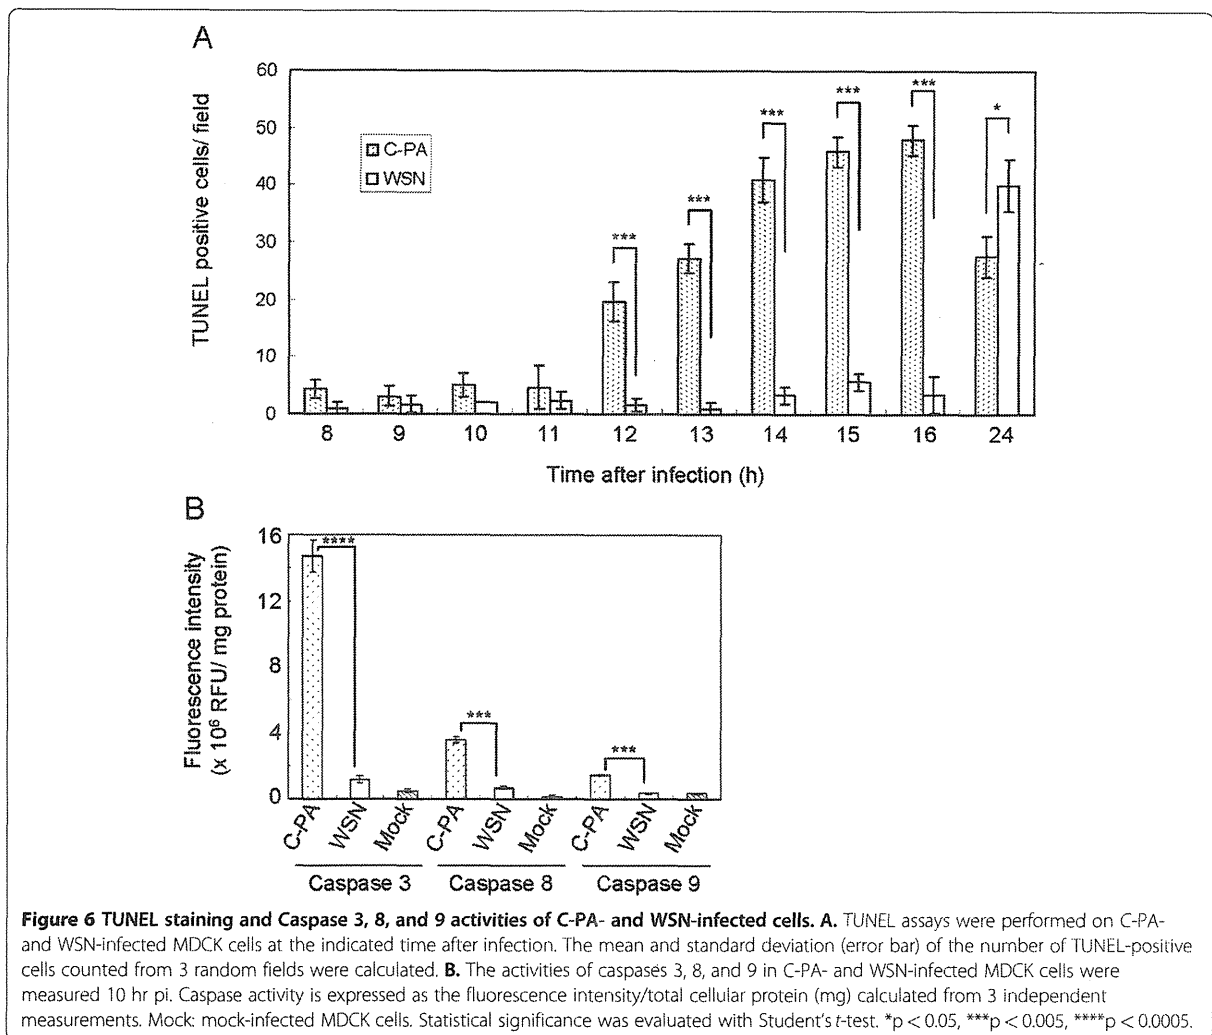 A
60
50
40
30
20
10
0
TUNEL positive cells/ field
C-PA
WSN
***
***
***
***
***
*
8 9 10 11 12 13 14 15 16 24
Time after infection (h)
B
16
12
8
4
0
Fluorescence intensity
(x 10⁶ RFU/ mg protein)
****
***
***
C-PA WSN Mock C-PA WSN Mock C-PA WSN Mock
Caspase 3 Caspase 8 Caspase 9
Figure 6 TUNEL staining and Caspase 3, 8, and 9 activities of C-PA- and WSN-infected cells. A. TUNEL assays were performed on C-PA-
and WSN-infected MDCK cells at the indicated time after infection. The mean and standard deviation (error bar) of the number of TUNEL-positive
cells counted from 3 random fields were calculated. B. The activities of caspases 3, 8, and 9 in C-PA- and WSN-infected MDCK cells were
measured 10 hr pi. Caspase activity is expressed as the fluorescence intensity/total cellular protein (mg) calculated from 3 independent
measurements. Mock: mock-infected MDCK cells. Statistical significance was evaluated with Student's t-test. *p < 0.05, ***p < 0.005, ****p < 0.0005.